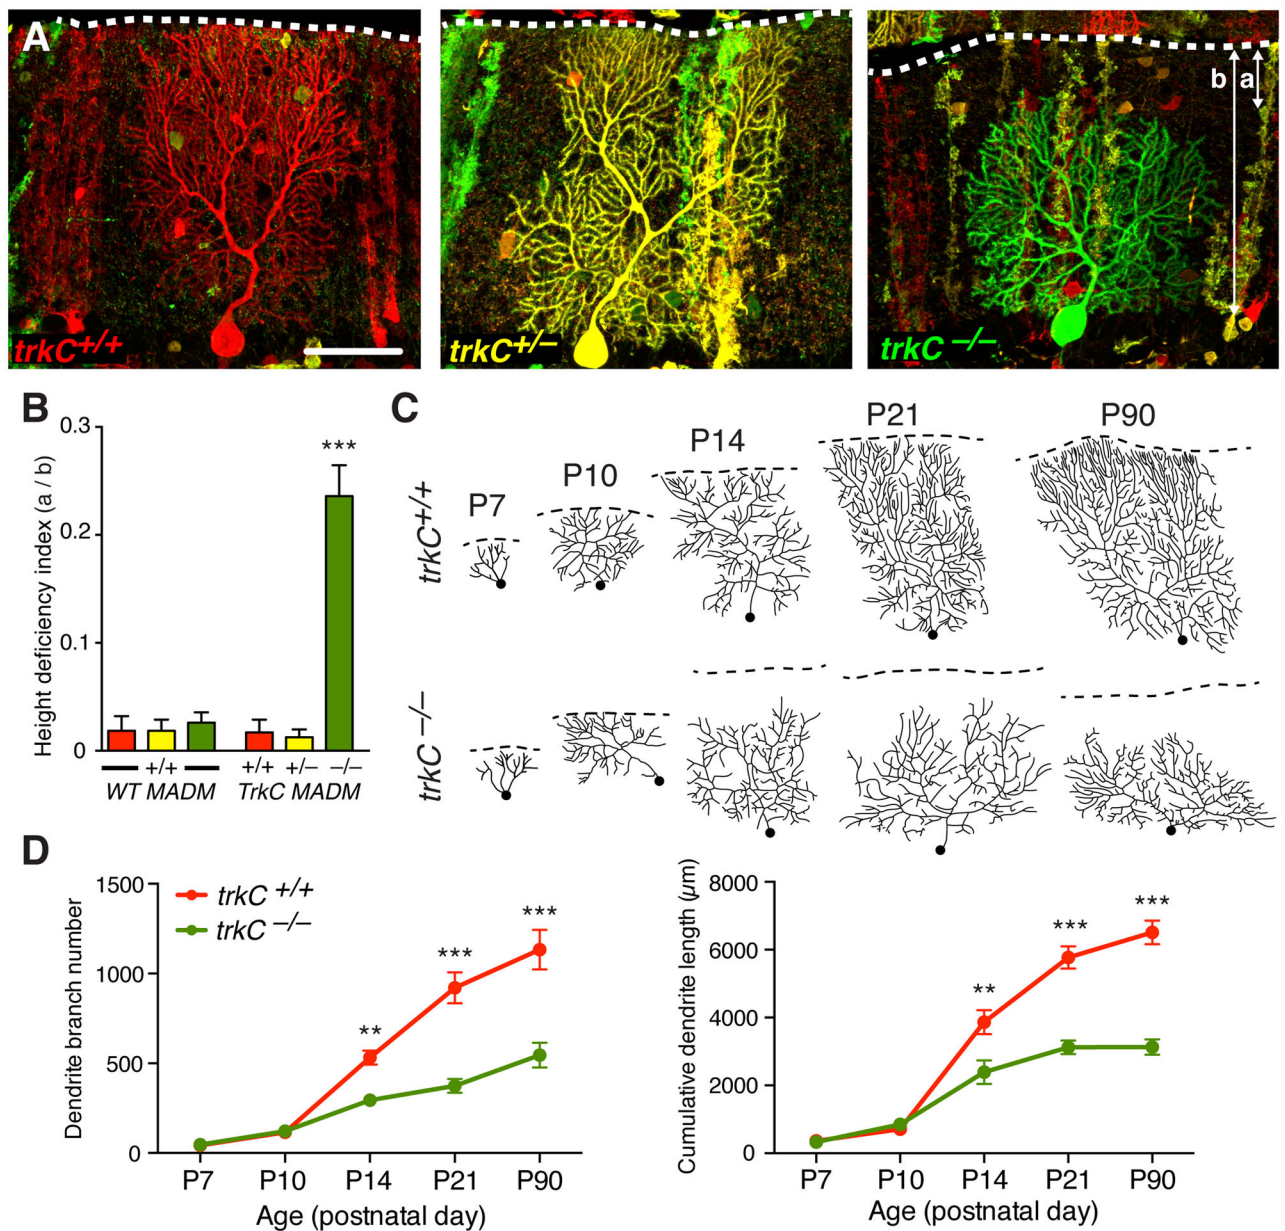 A
trkC+/+
trkC+/–
b a
trkC –/–
B
Height deficiency index (a / b)
0.3
0.2
0.1
0
***
+/+
+/+ +/– –/–
WT MADM TrkC MADM
C
P7 P10 P14 P21 P90
trkC+/+
trkC –/–
D
Dendrite branch number
1500
1000
500
0
trkC +/+
trkC –/–
** *** ***
P7 P10 P14 P21 P90
Age (postnatal day)
Cumulative dendrite length (µm)
8000
6000
4000
2000
0
** *** ***
P7 P10 P14 P21 P90
Age (postnatal day)